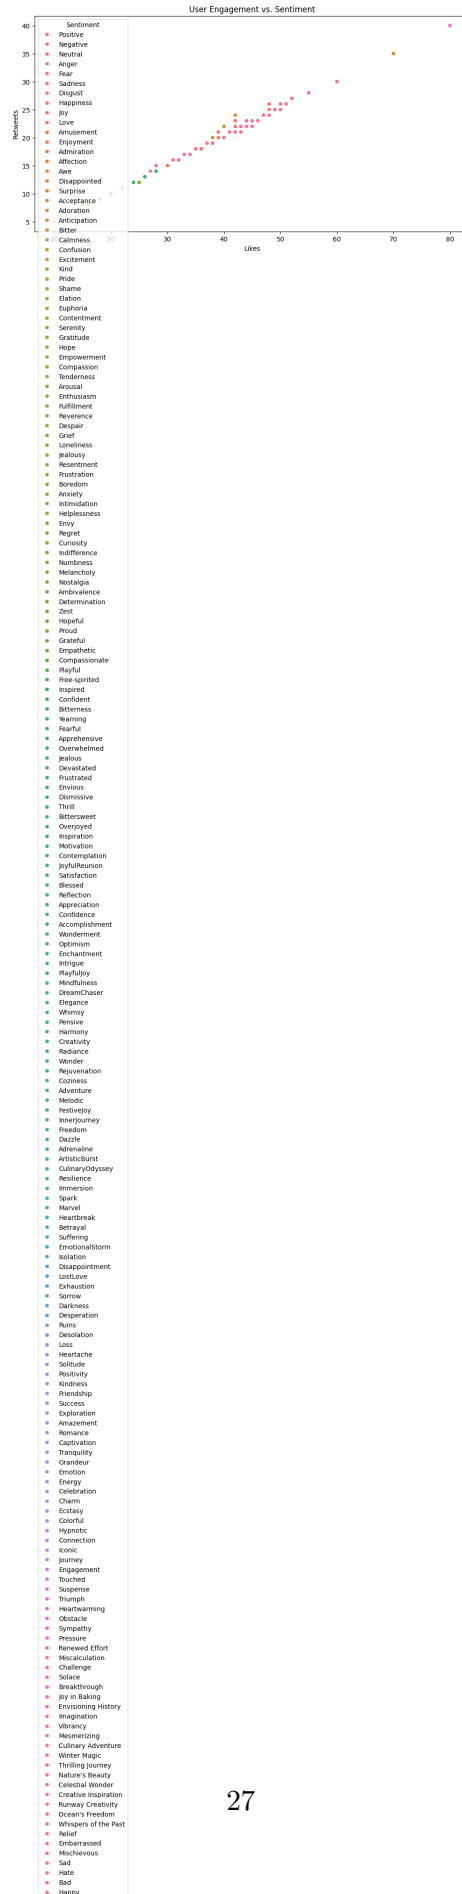 User Engagement vs. Sentiment
40
35
30
25
20
15
10
5
Retweets
20
30
40
50
60
70
80
Likes
Sentiment
Positive
Negative
Neutral
Anger
Fear
Sadness
Disgust
Happiness
Joy
Love
Amusement
Enjoyment
Admiration
Affection
Awe
Disappointed
Surprise
Acceptance
Adoration
Anticipation
Bitter
Calmness
Confusion
Excitement
Kind
Pride
Shame
Elation
Euphoria
Contentment
Serenity
Gratitude
Hope
Empowerment
Compassion
Tenderness
Arousal
Enthusiasm
Fulfillment
Reverence
Despair
Grief
Loneliness
Jealousy
Resentment
Frustration
Boredom
Anxiety
Intimidation
Helplessness
Envy
Regret
Curiosity
Indifference
Numbness
Melancholy
Nostalgia
Ambivalence
Determination
Zest
Hopeful
Proud
Grateful
Empathetic
Compassionate
Playful
Free-spirited
Inspired
Confident
Bitterness
Yearning
Fearful
Apprehensive
Overwhelmed
Jealous
Devastated
Frustrated
Envious
Dismissive
Thrill
Bittersweet
Overjoyed
Inspiration
Motivation
Contemplation
JoyfulReunion
Satisfaction
Blessed
Reflection
Appreciation
Confidence
Accomplishment
Wonderment
Optimism
Enchantment
Intrigue
PlayfulJoy
Mindfulness
DreamChaser
Elegance
Whimsy
Pensive
Harmony
Creativity
Radiance
Wonder
Rejuvenation
Coziness
Adventure
Melodic
FestiveJoy
InnerJourney
Freedom
Dazzle
Adrenaline
ArtisticBurst
CulinaryOdyssey
Resilience
Immersion
Spark
Marvel
Heartbreak
Betrayal
Suffering
EmotionalStorm
Isolation
Disappointment
LostLove
Exhaustion
Sorrow
Darkness
Desperation
Ruins
Desolation
Loss
Heartache
Solitude
Positivity
Kindness
Friendship
Success
Exploration
Amazement
Romance
Captivation
Tranquility
Grandeur
Emotion
Energy
Celebration
Charm
Ecstasy
Colorful
Hypnotic
Connection
Iconic
Journey
Engagement
Touched
Suspense
Triumph
Heartwarming
Obstacle
Sympathy
Pressure
Renewed Effort
Miscalculation
Challenge
Solace
Breakthrough
Joy in Baking
Envisioning History
Imagination
Vibrancy
Mesmerizing
Culinary Adventure
Winter Magic
Thrilling Journey
Nature's Beauty
Celestial Wonder
Creative Inspiration
Runway Creativity
Ocean's Freedom
Whispers of the Past
Relief
Embarrassed
Mischievous
Sad
Hate
Bad
Happy
27